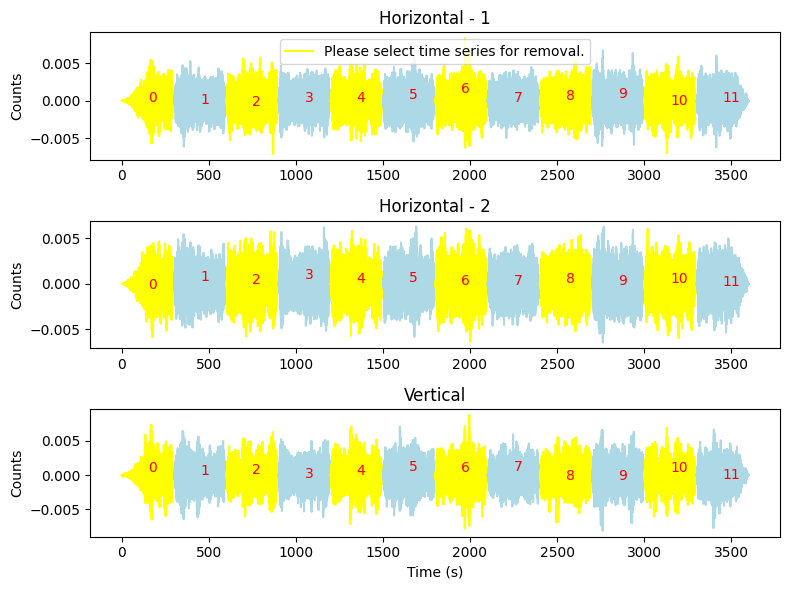 Horizontal - 1
Please select time series for removal.
Counts
0.005
0.000
−0.005
0 1 2 3 4 5 6 7 8 9 10 11
0 500 1000 1500 2000 2500 3000 3500
Horizontal - 2
Counts
0.005
0.000
−0.005
0 1 2 3 4 5 6 7 8 9 10 11
0 500 1000 1500 2000 2500 3000 3500
Vertical
Counts
0.005
0.000
−0.005
0 1 2 3 4 5 6 7 8 9 10 11
0 500 1000 1500 2000 2500 3000 3500
Time (s)